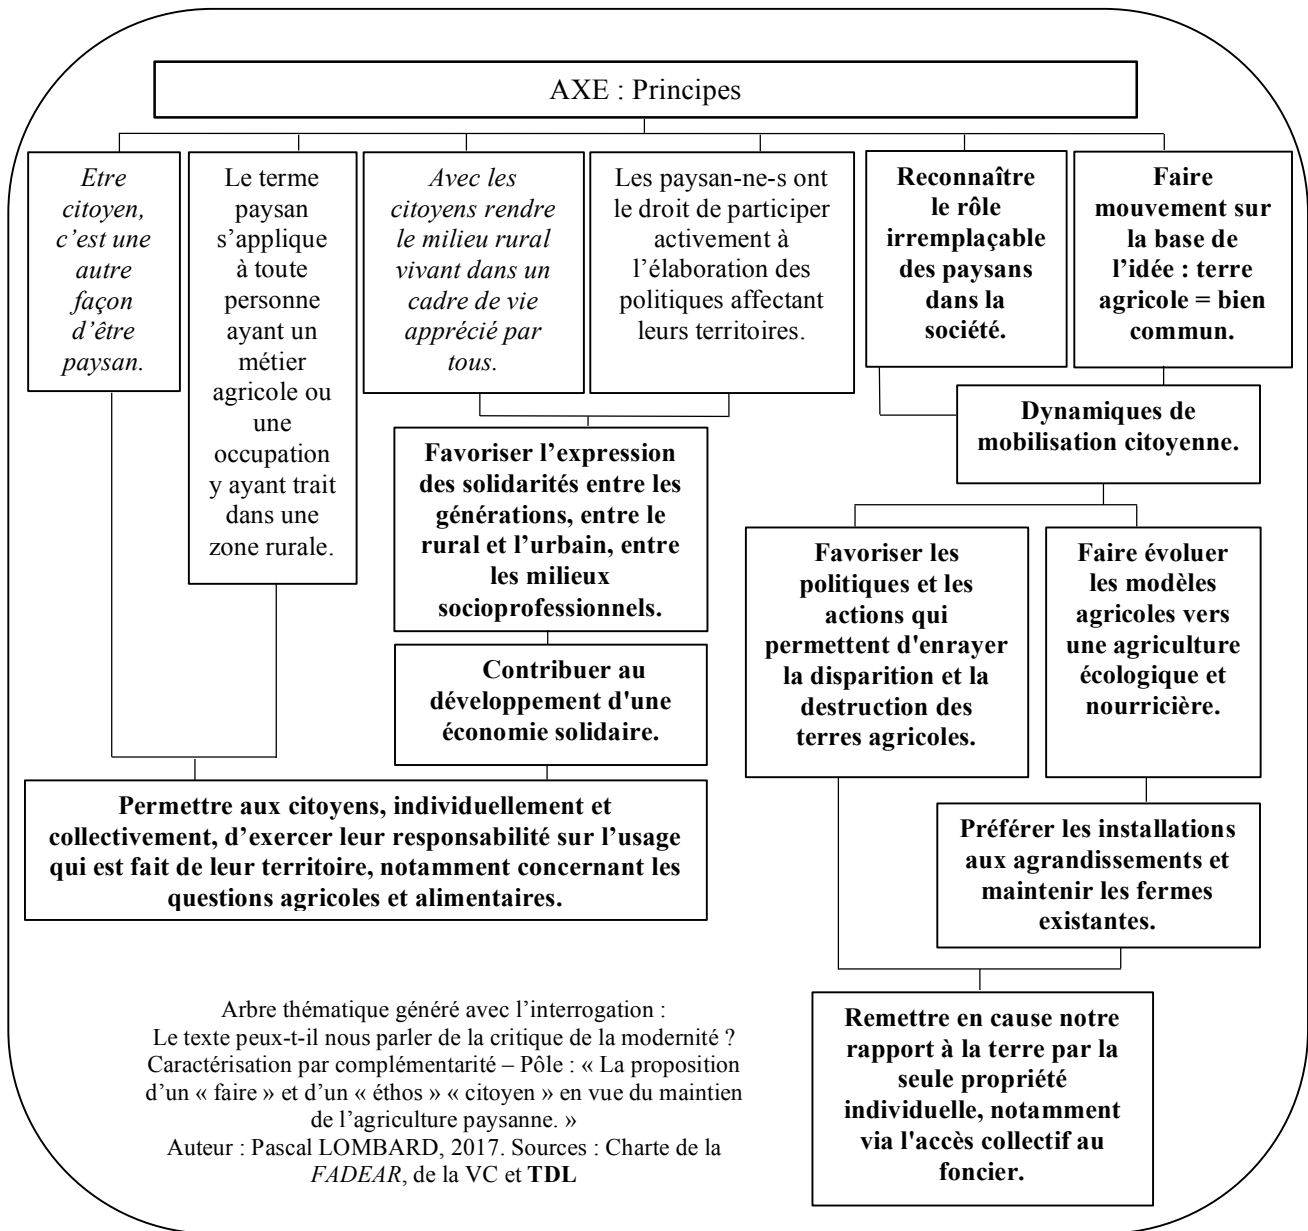 AXE : Principes
Etre
citoyen,
c’est une
autre
façon
d’être
paysan.
Le terme
paysan
s’applique
à toute
personne
ayant un
métier
agricole ou
une
occupation
y ayant trait
dans une
zone rurale.
Avec les
citoyens rendre
le milieu rural
vivant dans un
cadre de vie
apprécié par
tous.
Les paysan-ne-s ont
le droit de participer
activement à
l’élaboration des
politiques affectant
leurs territoires.
Reconnaître
le rôle
irremplaçable
des paysans
dans la
société.
Faire
mouvement sur
la base de
l’idée : terre
agricole = bien
commun.
Dynamiques de
mobilisation citoyenne.
Favoriser l’expression
des solidarités entre les
générations, entre le
rural et l’urbain, entre
les milieux
socioprofessionnels.
Favoriser les
politiques et les
actions qui
permettent d'enrayer
la disparition et la
destruction des
terres agricoles.
Faire évoluer
les modèles
agricoles vers
une agriculture
écologique et
nourricière.
Contribuer au
développement d'une
économie solidaire.
Permettre aux citoyens, individuellement et
collectivement, d’exercer leur responsabilité sur l’usage
qui est fait de leur territoire, notamment concernant les
questions agricoles et alimentaires.
Préférer les installations
aux agrandissements et
maintenir les fermes
existantes.
Remettre en cause notre
rapport à la terre par la
seule propriété
individuelle, notamment
via l'accès collectif au
foncier.
Arbre thématique généré avec l’interrogation :
Le texte peux-t-il nous parler de la critique de la modernité ?
Caractérisation par complémentarité – Pôle : « La proposition
d’un « faire » et d’un « éthos » « citoyen » en vue du maintien
de l’agriculture paysanne. »
Auteur : Pascal LOMBARD, 2017. Sources : Charte de la
FADEAR, de la VC et TDL